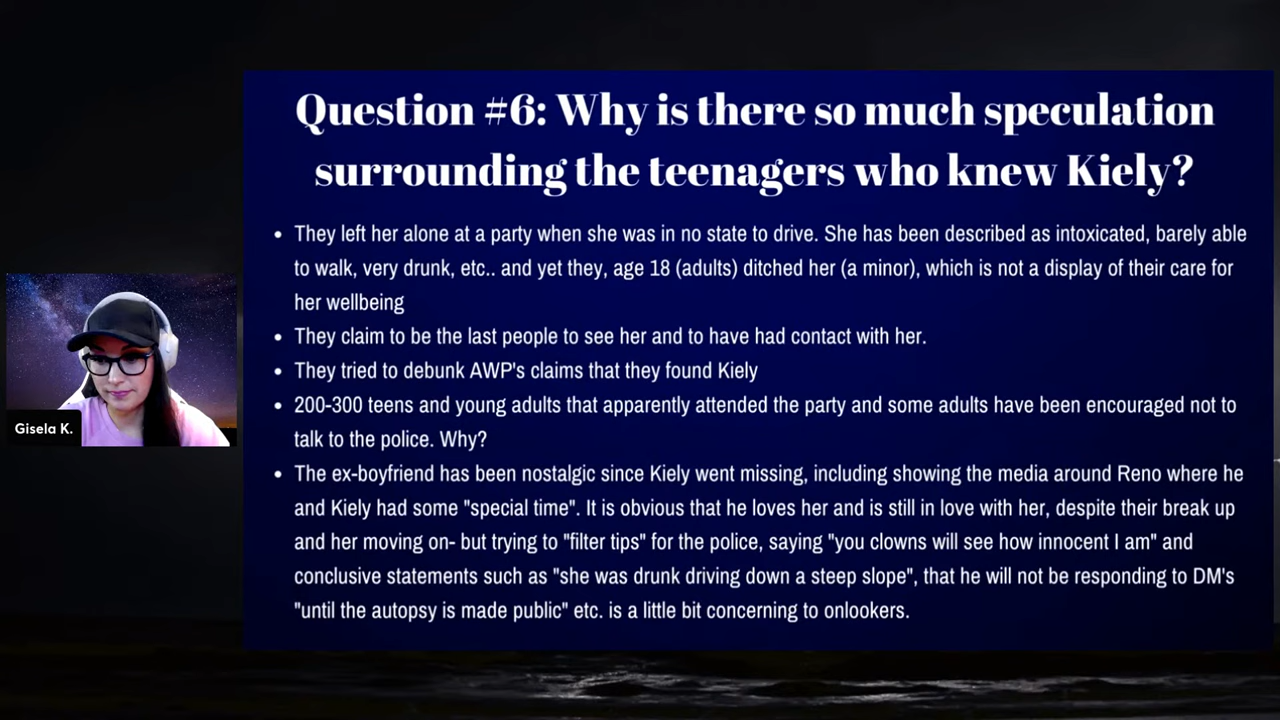 Question #6: Why is there so much speculation
surrounding the teenagers who knew Kiely?
• They left her alone at a party when she was in no state to drive. She has been described as intoxicated, barely able
to walk, very drunk, etc.. and yet they, age 18 (adults) ditched her (a minor), which is not a display of their care for
her wellbeing
• They claim to be the last people to see her and to have had contact with her.
• They tried to debunk AWP's claims that they found Kiely
• 200-300 teens and young adults that apparently attended the party and some adults have been encouraged not to
talk to the police. Why?
• The ex-boyfriend has been nostalgic since Kiely went missing, including showing the media around Reno where he
and Kiely had some "special time". It is obvious that he loves her and is still in love with her, despite their break up
and her moving on- but trying to "filter tips" for the police, saying "you clowns will see how innocent I am" and
conclusive statements such as "she was drunk driving down a steep slope", that he will not be responding to DM's
"until the autopsy is made public" etc. is a little bit concerning to onlookers.
Gisela K.